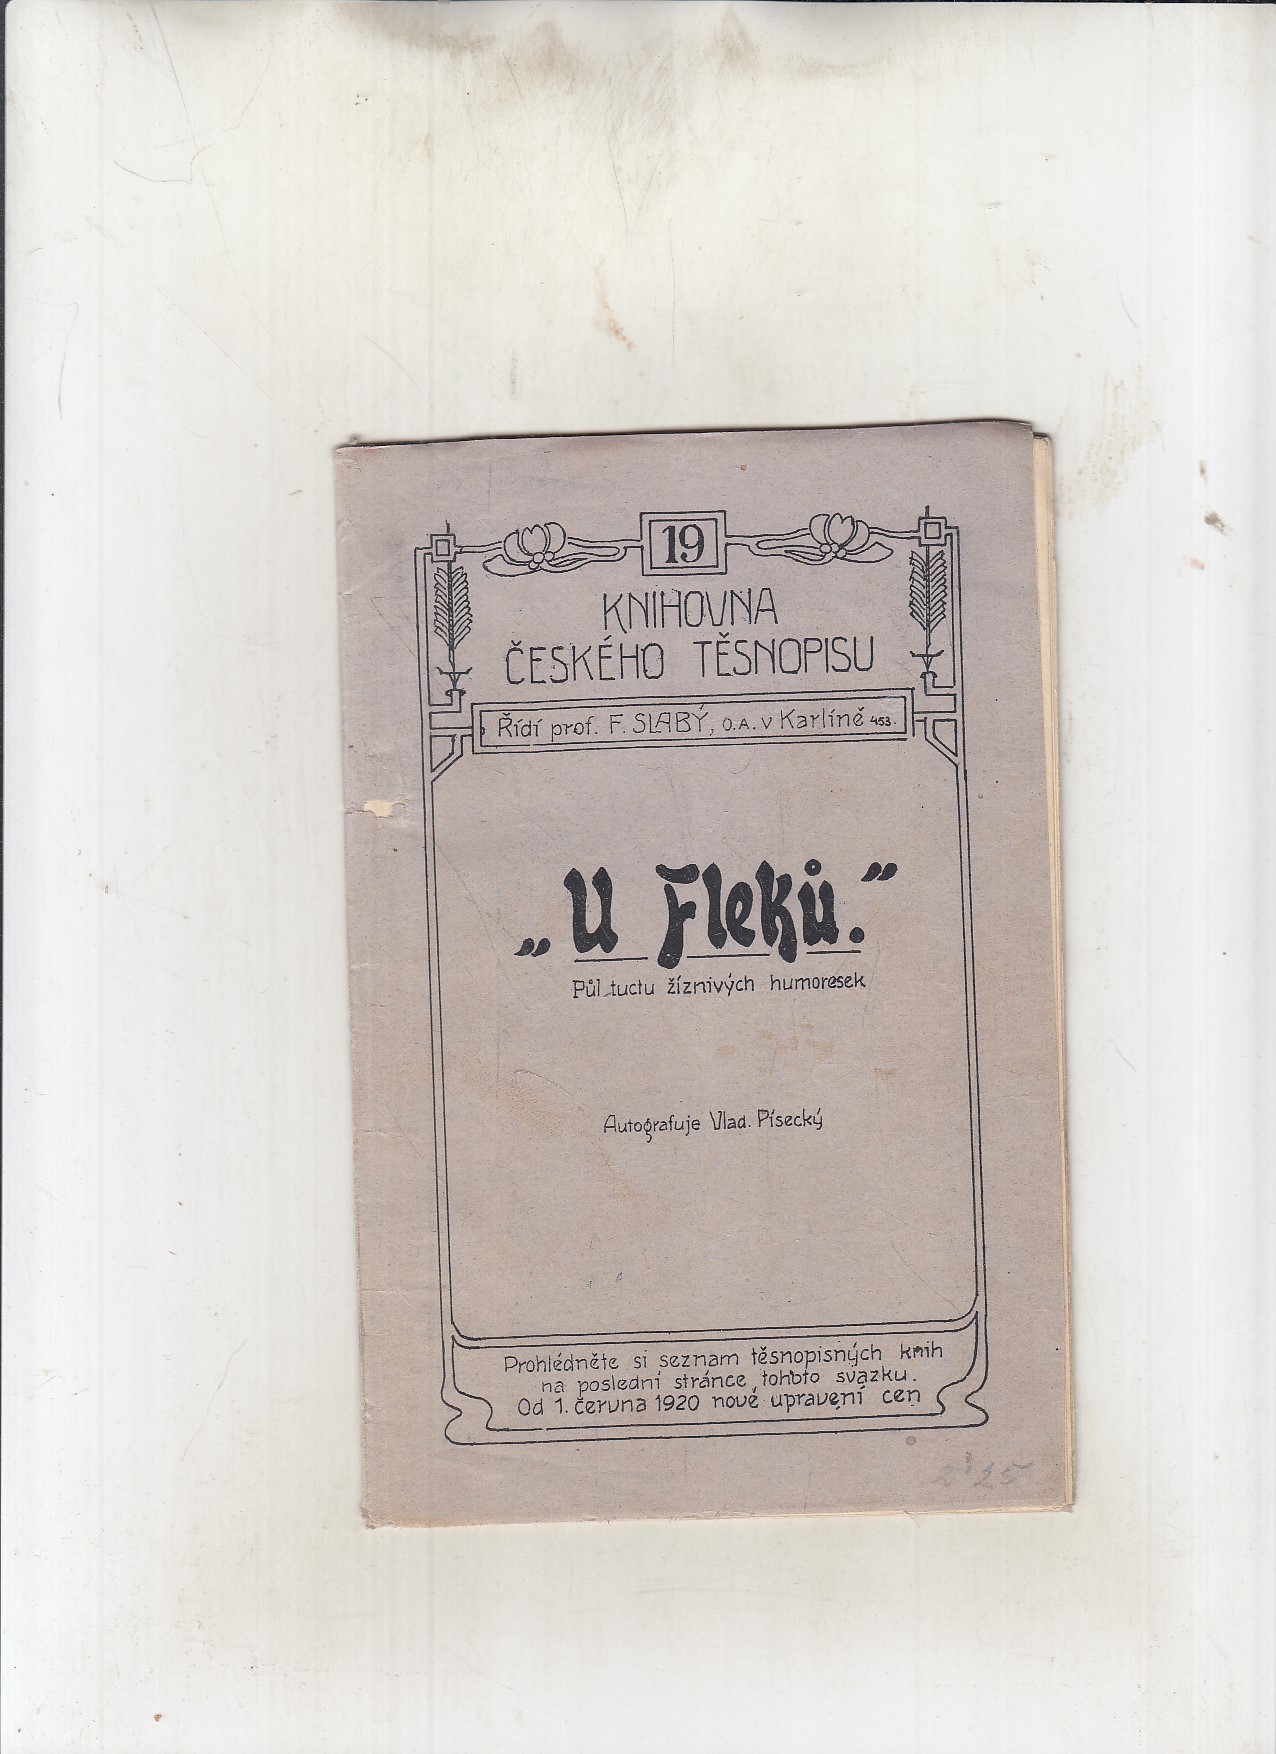 19
KNIHOVNA
ČESKÉHO TĚSNOPISU
Řídí prof. F. SLABÝ, O.A. v Karlíně 453.
„U Fleků.”
Půl tuctu žíznivých humoresek
Autografuje Vlad. Písecký
Prohlédněte si seznam těsnopisných knih
na poslední stránce tohoto svazku.
Od 1. června 1920 nové upravení cen
2·25